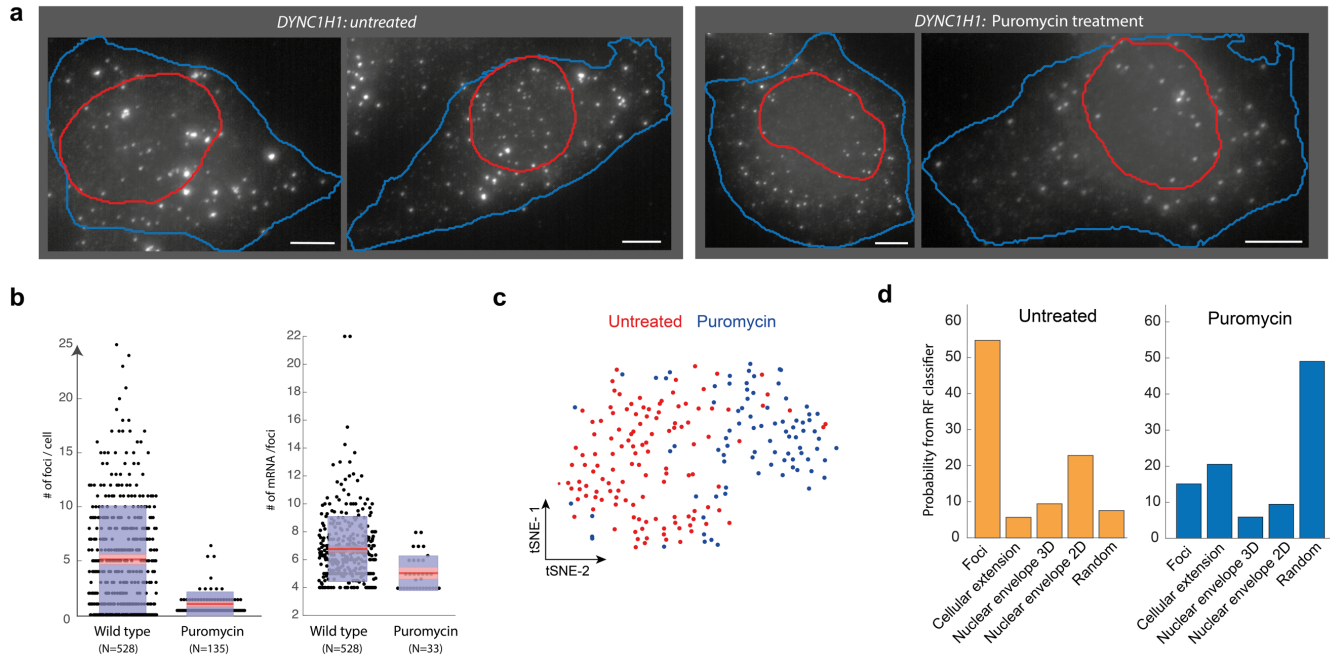 a
DYNC1H1: untreated
DYNC1H1: Puromycin treatment
b
# of foci / cell
25
20
15
10
5
0
Wild type
(N=528)
Puromycin
(N=135)
# of mRNA /foci
22
20
18
16
14
12
10
8
6
4
2
Wild type
(N=528)
Puromycin
(N=33)
c
Untreated Puromycin
tSNE- 1
tSNE-2
d
Probability from RF classifier
60
50
40
30
20
10
0
Untreated
Foci
Cellular extension
Nuclear envelope 3D
Nuclear envelope 2D
Random
60
50
40
30
20
10
0
Puromycin
Foci
Cellular extension
Nuclear envelope 3D
Nuclear envelope 2D
Random